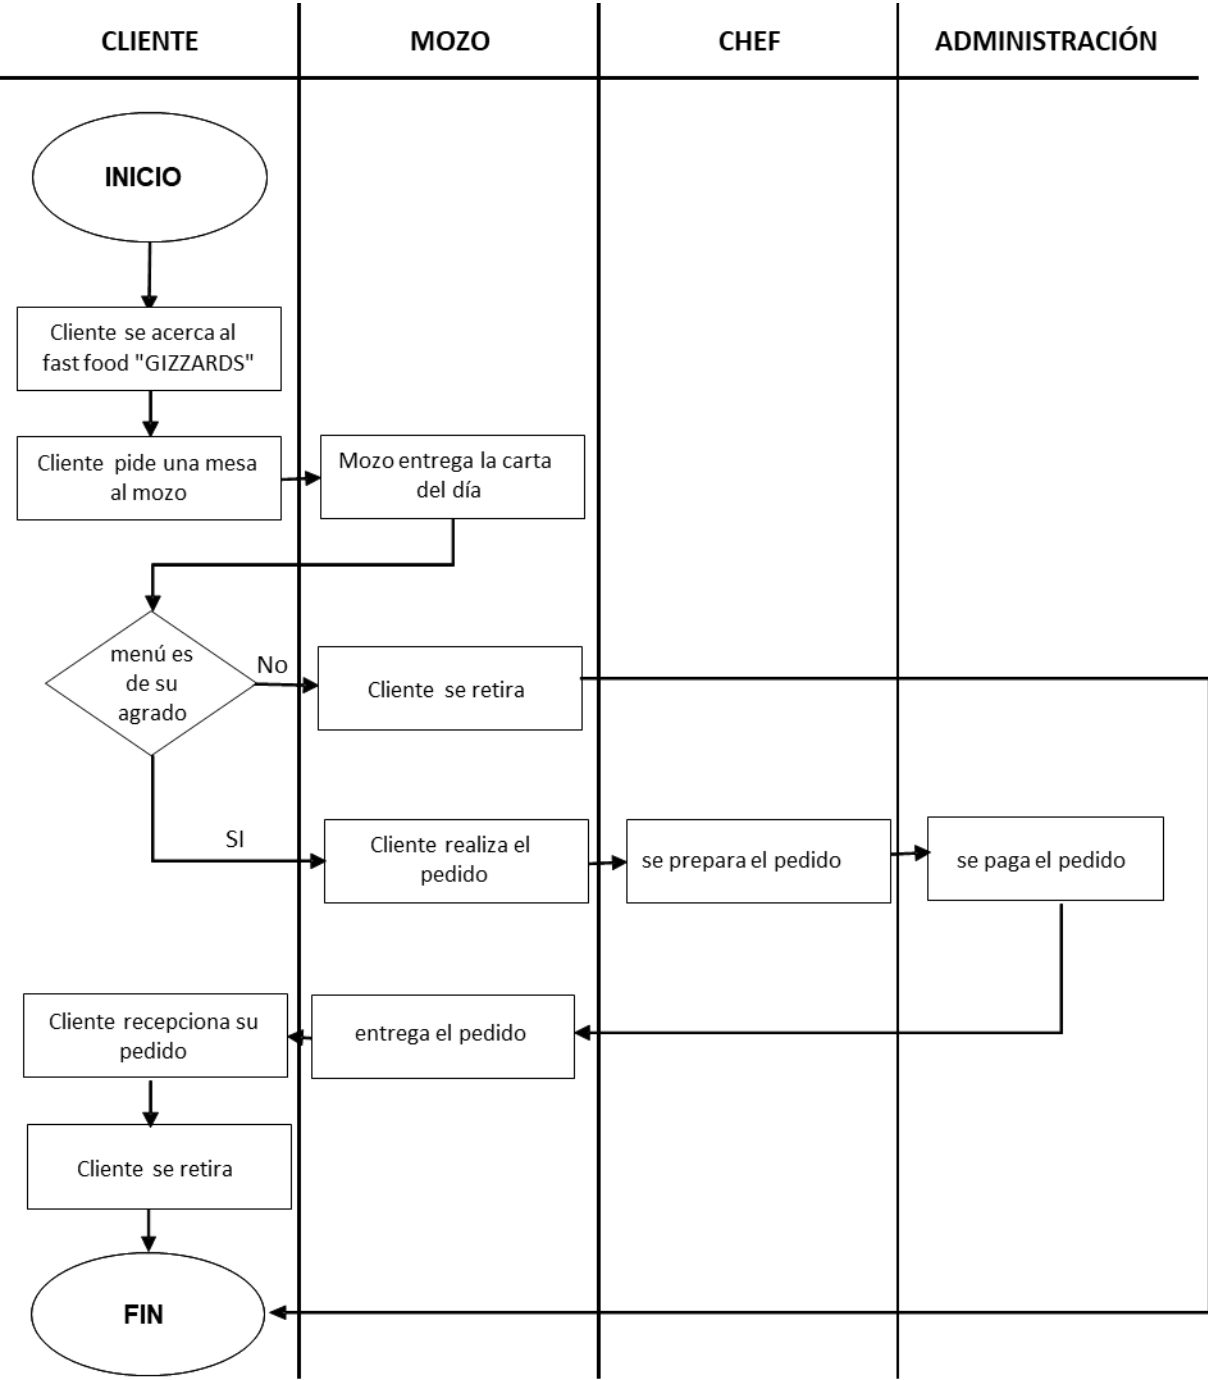 CLIENTE
MOZO
CHEF
ADMINISTRACIÓN
INICIO
Cliente se acerca al
fast food "GIZZARDS"
Cliente pide una mesa
al mozo
Mozo entrega la carta
del día
menú es
de su
agrado
No
Cliente se retira
SI
Cliente realiza el
pedido
se prepara el pedido
se paga el pedido
entrega el pedido
Cliente recepciona su
pedido
Cliente se retira
FIN